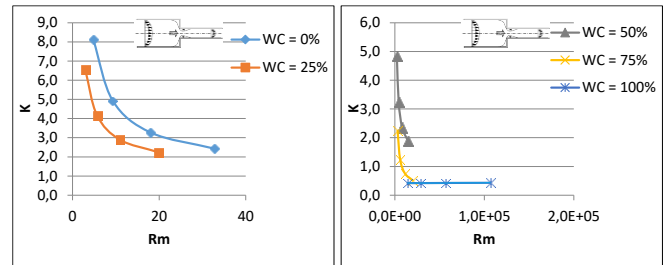 9,0
8,0
7,0
6,0
5,0
4,0
3,0
2,0
1,0
0,0
K
0
20
40
Rm
WC = 0%
WC = 25%
6,0
5,0
4,0
3,0
2,0
1,0
0,0
K
0,0E+00
1,0E+05
2,0E+05
Rm
WC = 50%
WC = 75%
WC = 100%